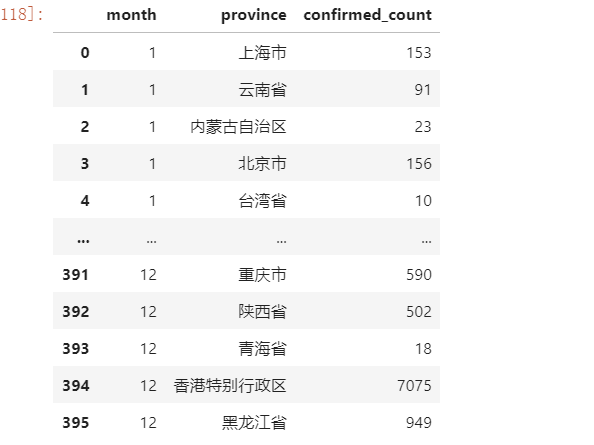 118]:
month province confirmed_count
0 1 上海市 153
1 1 云南省 91
2 1 内蒙古自治区 23
3 1 北京市 156
4 1 台湾省 10
... ... ... ...
391 12 重庆市 590
392 12 陕西省 502
393 12 青海省 18
394 12 香港特别行政区 7075
395 12 黑龙江省 949